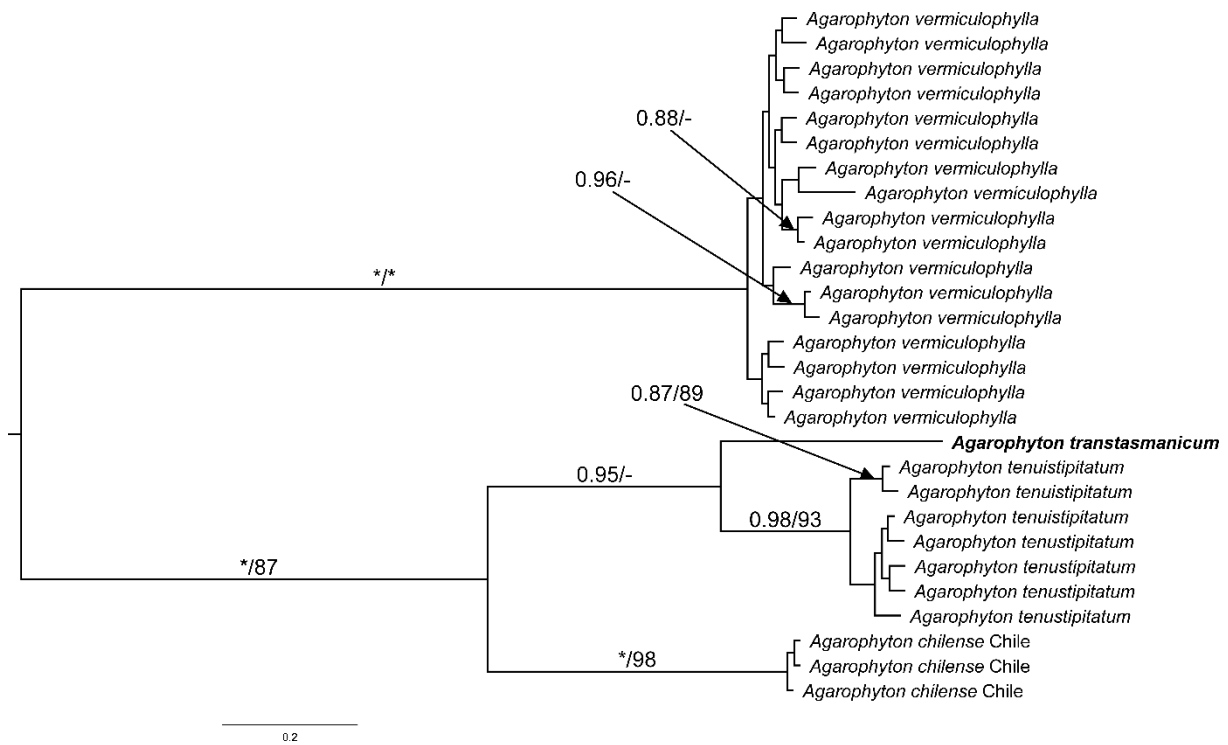 Agarophyton vermiculophylla
Agarophyton vermiculophylla
Agarophyton vermiculophylla
Agarophyton vermiculophylla
0.88/-
Agarophyton vermiculophylla
Agarophyton vermiculophylla
0.96/-
Agarophyton vermiculophylla
Agarophyton vermiculophylla
Agarophyton vermiculophylla
Agarophyton vermiculophylla
*/*
Agarophyton vermiculophylla
Agarophyton vermiculophylla
Agarophyton vermiculophylla
Agarophyton vermiculophylla
Agarophyton vermiculophylla
0.87/89
Agarophyton vermiculophylla
Agarophyton vermiculophylla
Agarophyton transtasmanicum
0.95/-
Agarophyton tenuistipitatum
Agarophyton tenuistipitatum
0.98/93
Agarophyton tenuistipitatum
Agarophyton tenustipitatum
*/87
Agarophyton tenustipitatum
Agarophyton tenustipitatum
Agarophyton tenustipitatum
Agarophyton chilense Chile
*/98
Agarophyton chilense Chile
Agarophyton chilense Chile
0.2